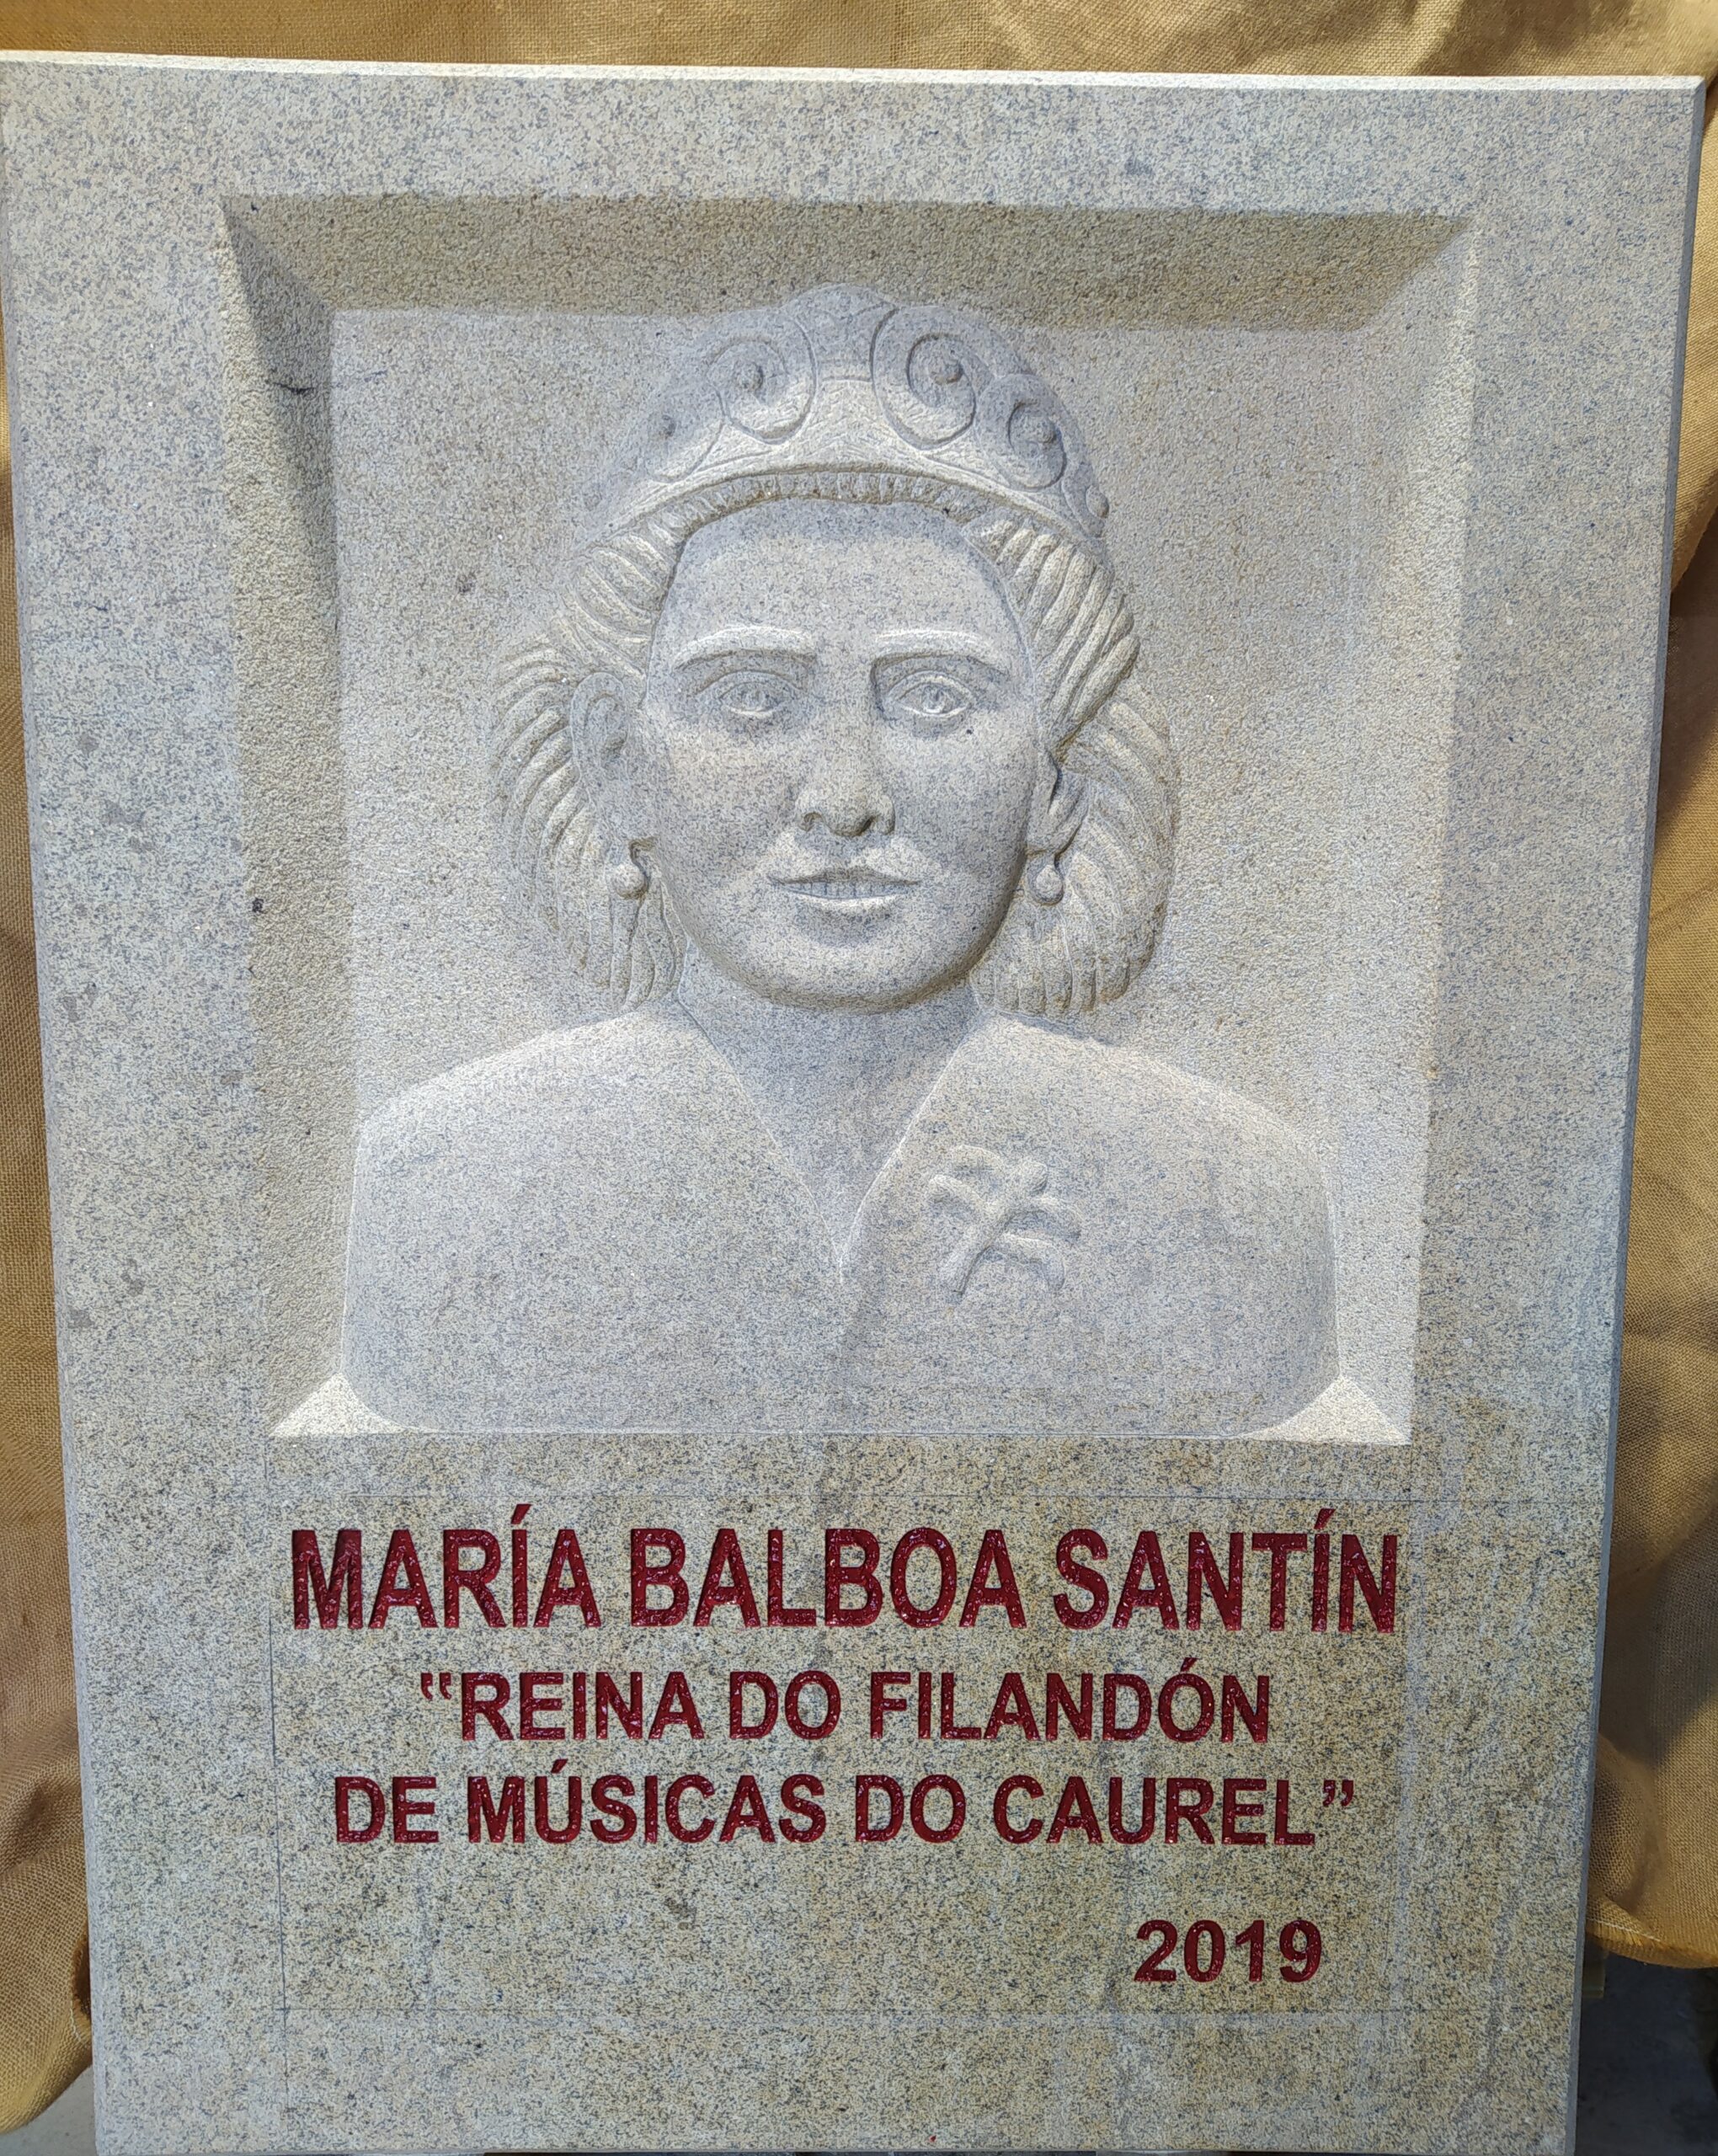 MARÍA BALBOA SANTÍN
“REINA DO FILANDÓN
DE MÚSICAS DO CAUREL”
2019